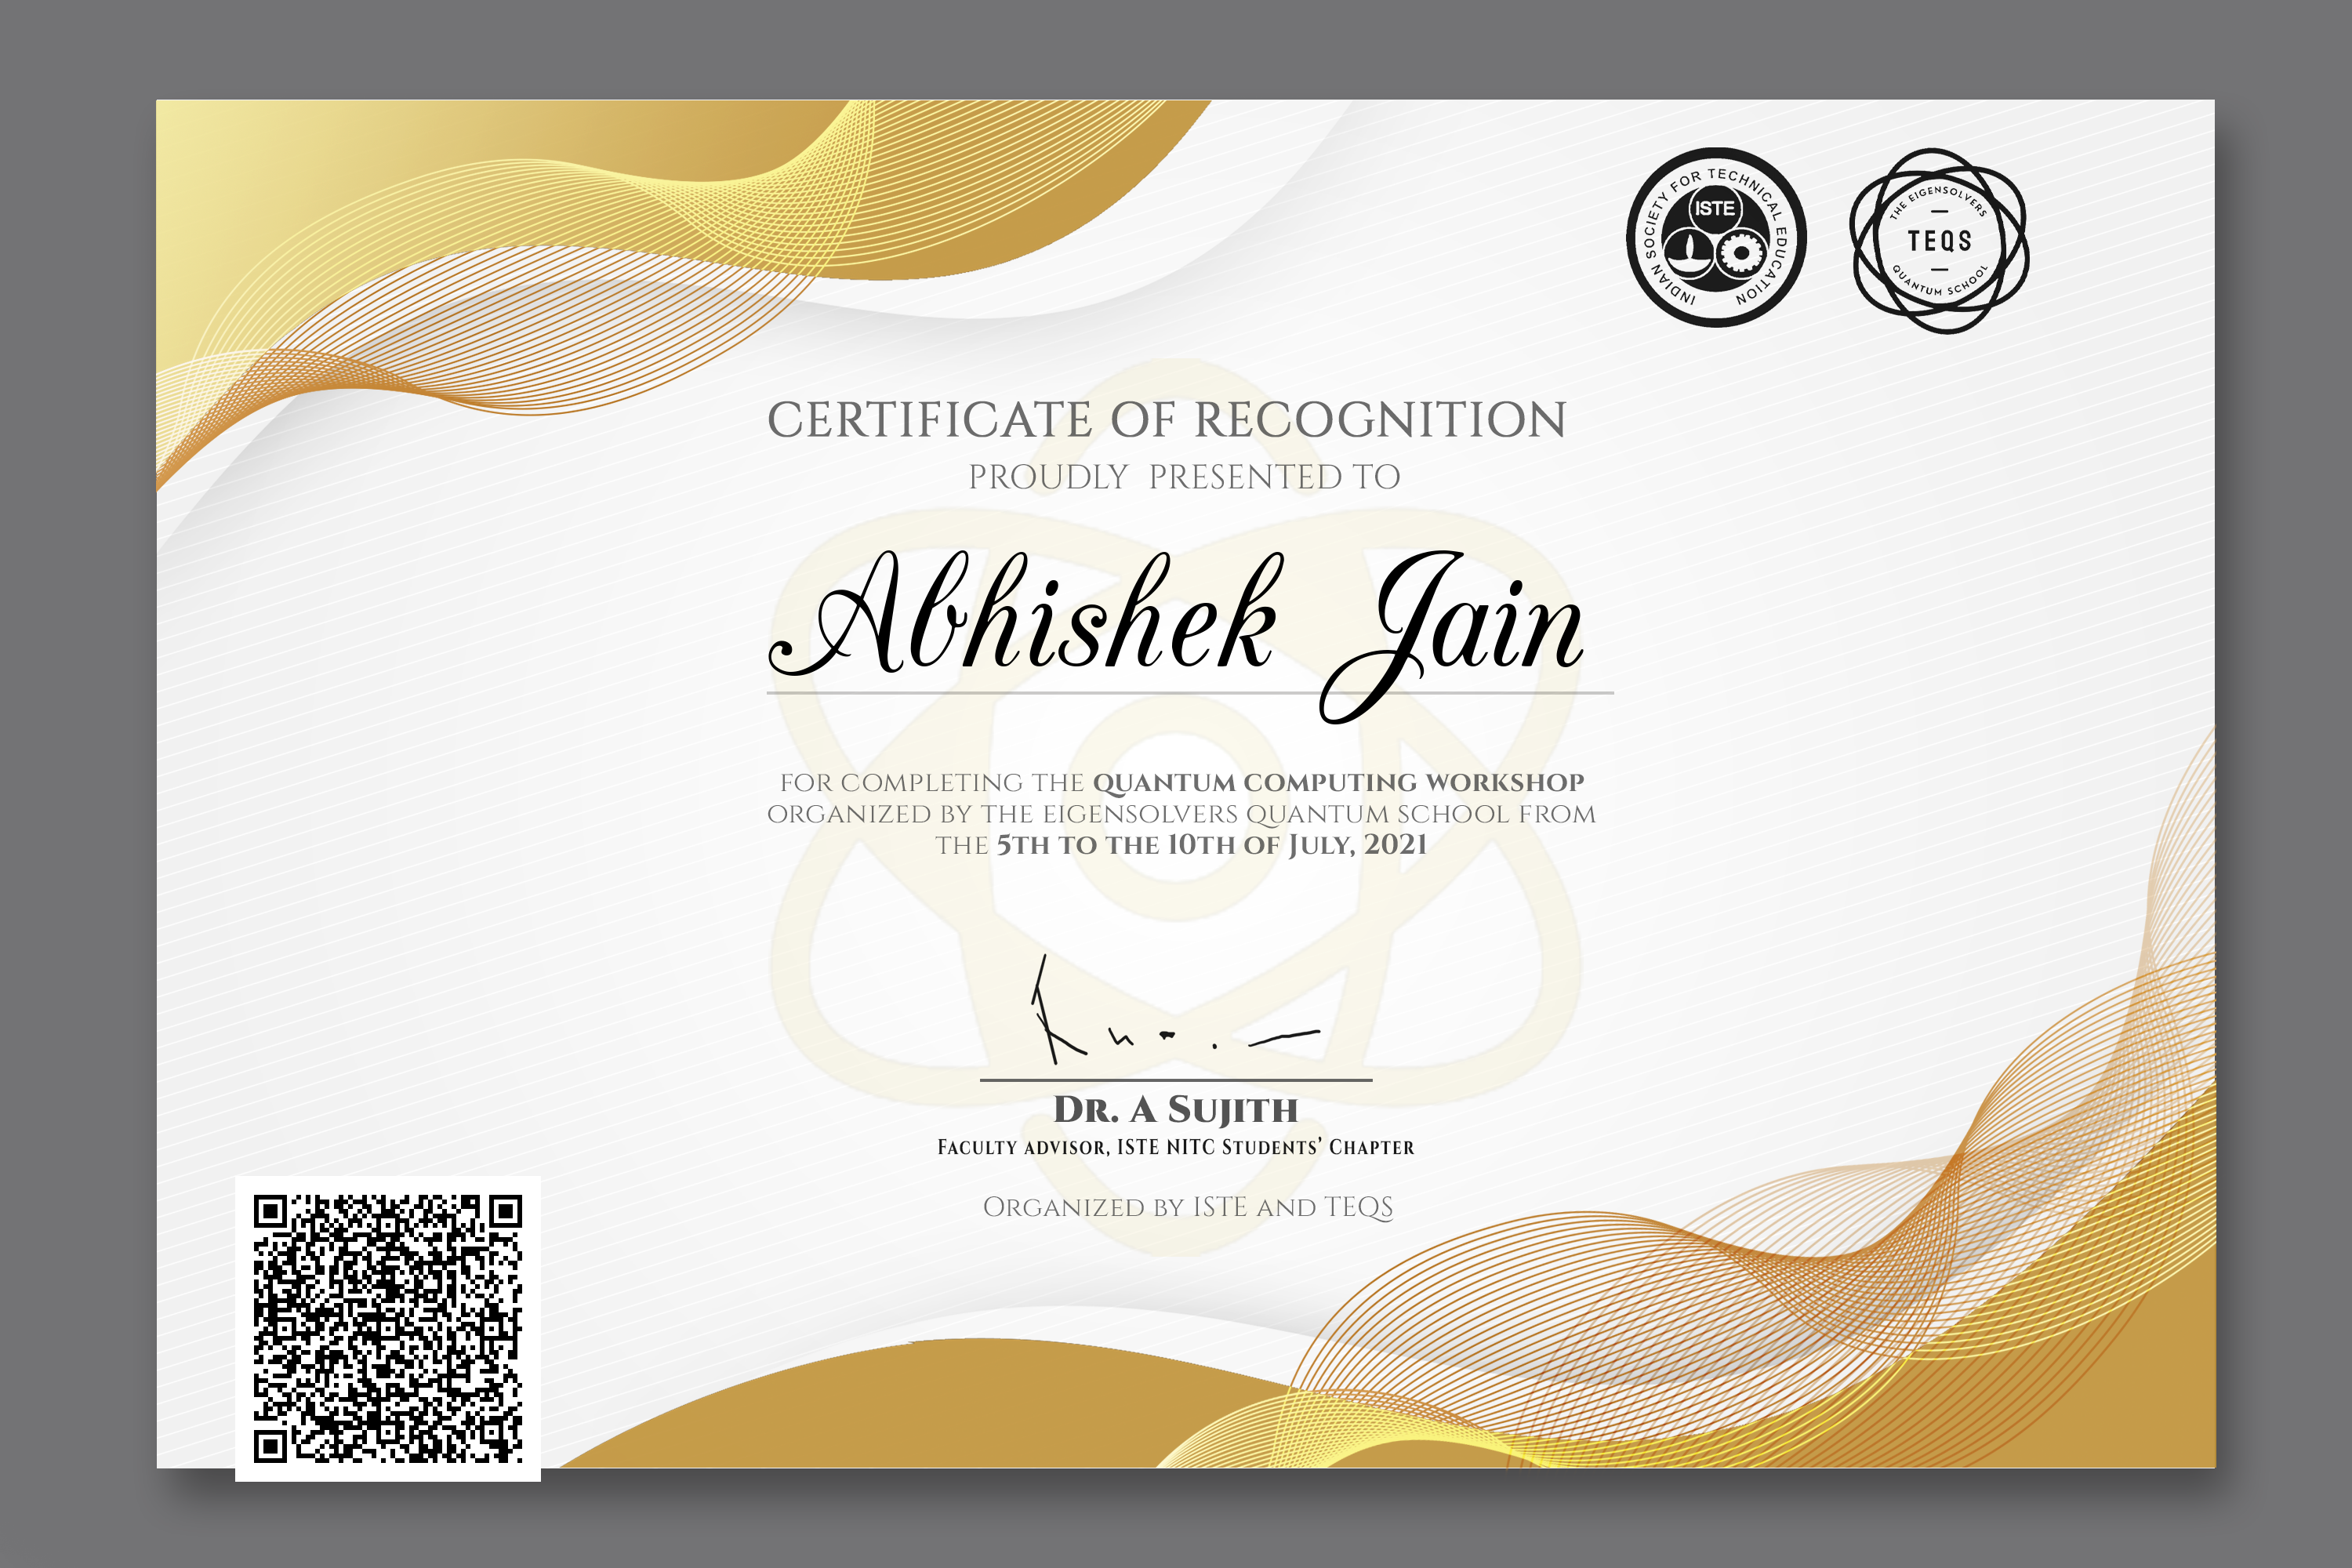 INDIAN SOCIETY FOR TECHNICAL EDUCATION
ISTE
THE EIGENSOLVERS
TEQS
QUANTUM SCHOOL
CERTIFICATE OF RECOGNITION
PROUDLY PRESENTED TO
Abhishek Jain
FOR COMPLETING THE QUANTUM COMPUTING WORKSHOP
ORGANIZED BY THE EIGENSOLVERS QUANTUM SCHOOL FROM
THE 5TH TO THE 10TH OF JULY, 2021
DR. A SUJITH
FACULTY ADVISOR, ISTE NITC STUDENTS' CHAPTER
ORGANIZED BY ISTE AND TEQS